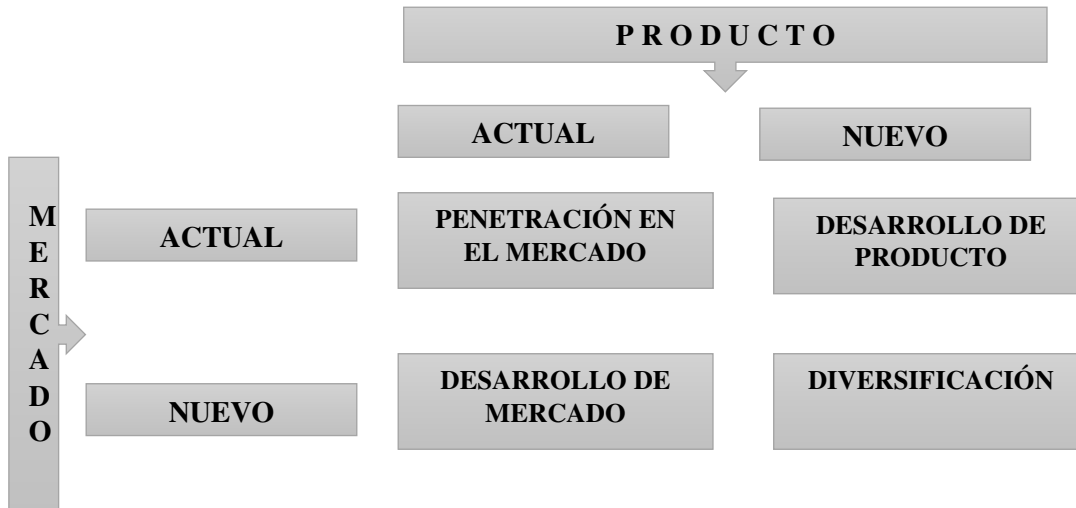 P R O D U C T O
ACTUAL
NUEVO
M
E
R
C
A
D
O
ACTUAL
PENETRACIÓN EN
EL MERCADO
DESARROLLO DE
PRODUCTO
NUEVO
DESARROLLO DE
MERCADO
DIVERSIFICACIÓN